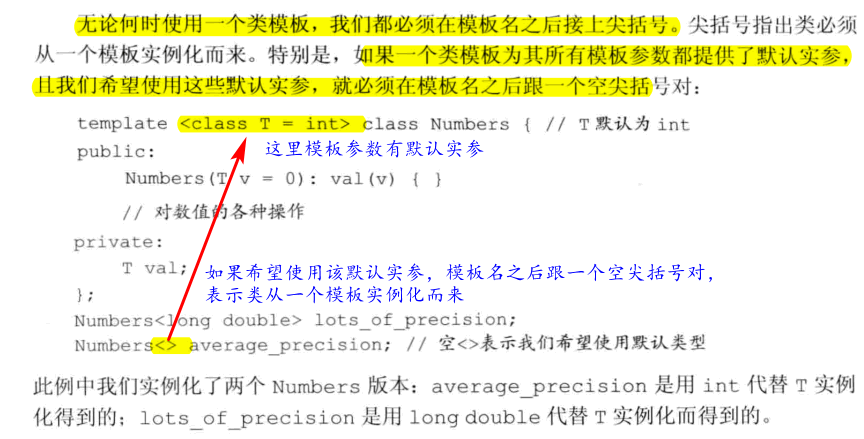 无论何时使用一个类模板，我们都必须在模板名之后接上尖括号。尖括号指出类必须
从一个模板实例化而来。特别是，如果一个类模板为其所有模板参数都提供了默认实参，
且我们希望使用这些默认实参，就必须在模板名之后跟一个空尖括号对：
template <class T = int> class Numbers { // T默认为 int
这里模板参数有默认实参
public:
Numbers(T v = 0): val(v) { }
// 对数值的各种操作
private:
T val;
如果希望使用该默认实参，模板名之后跟一个空尖括号对，
表示类从一个模板实例化而来
};
Numbers<long double> lots_of_precision;
Numbers<> average_precision; // 空<>表示我们希望使用默认类型
此例中我们实例化了两个 Numbers 版本：average_precision 是用 int 代替 T 实例
化得到的；lots_of_precision 是用 long double 代替 T 实例化而得到的。